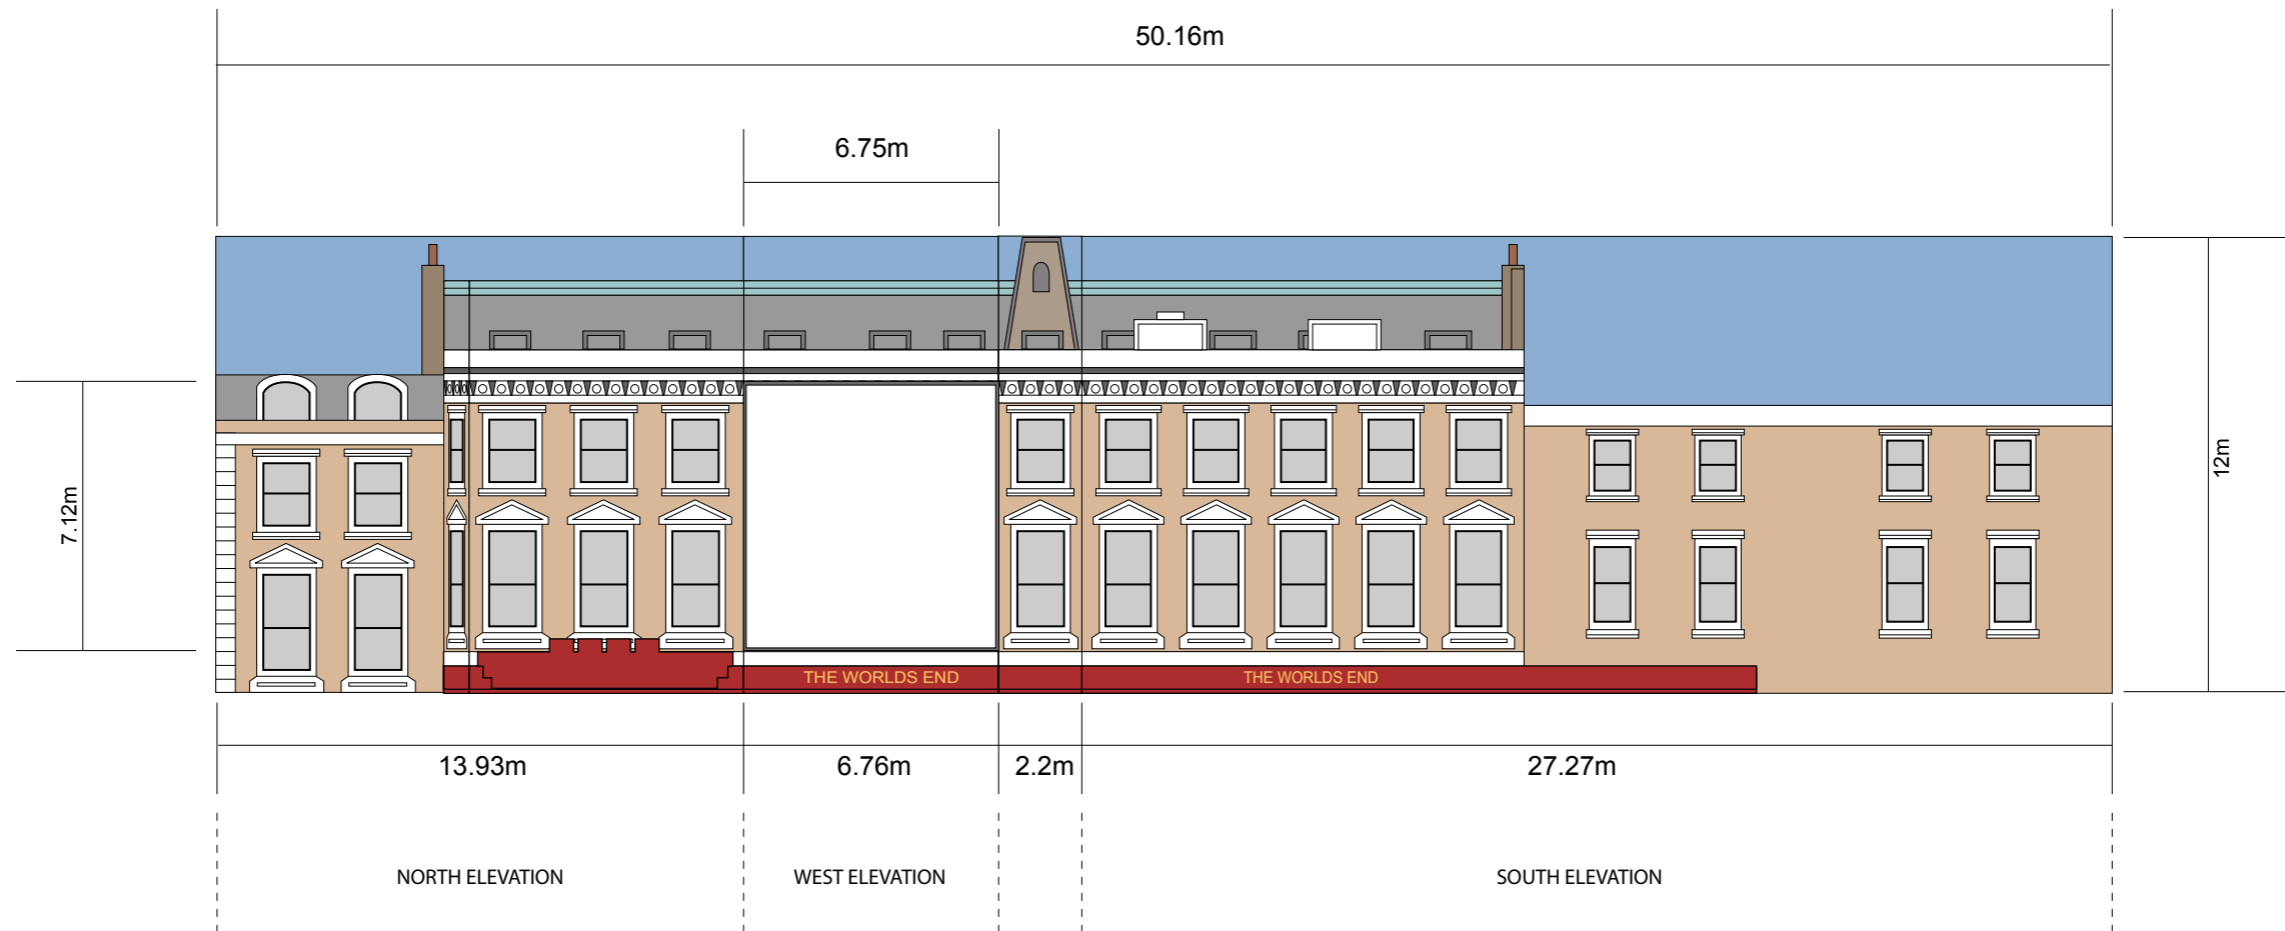 50.16m
6.75m
7.12m
12m
THE WORLDS END
THE WORLDS END
13.93m
6.76m
2.2m
27.27m
NORTH ELEVATION
WEST ELEVATION
SOUTH ELEVATION